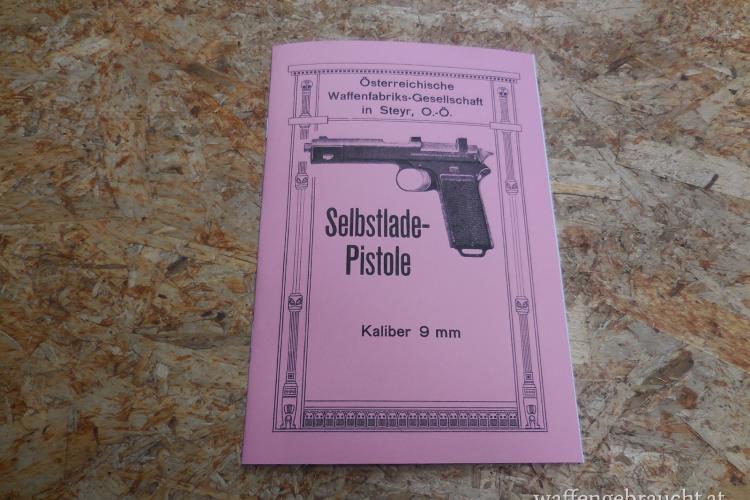 Österreichische
Waffenfabriks-Gesellschaft
in Steyr, O.-Ö.
Selbstlade-
Pistole
Kaliber 9 mm
waffengebraucht.at